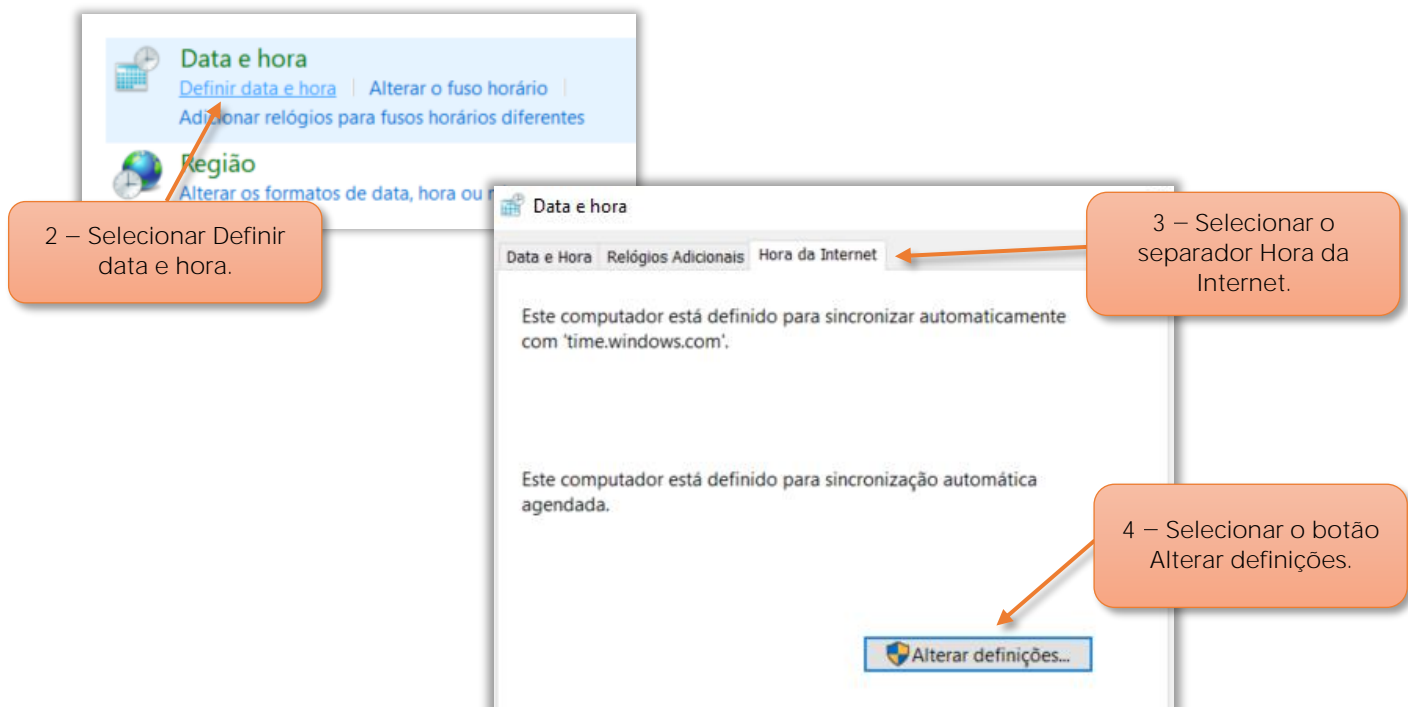 Data e hora
Definir data e hora
Alterar o fuso horário
Adicionar relógios para fusos horários diferentes
Região
Alterar os formatos de data, hora ou
2 – Selecionar Definir
data e hora.
Data e hora
Data e Hora
Relógios Adicionais
Hora da Internet
3 – Selecionar o
separador Hora da
Internet.
Este computador está definido para sincronizar automaticamente
com 'time.windows.com'.
Este computador está definido para sincronização automática
agendada.
4 – Selecionar o botão
Alterar definições.
Alterar definições...